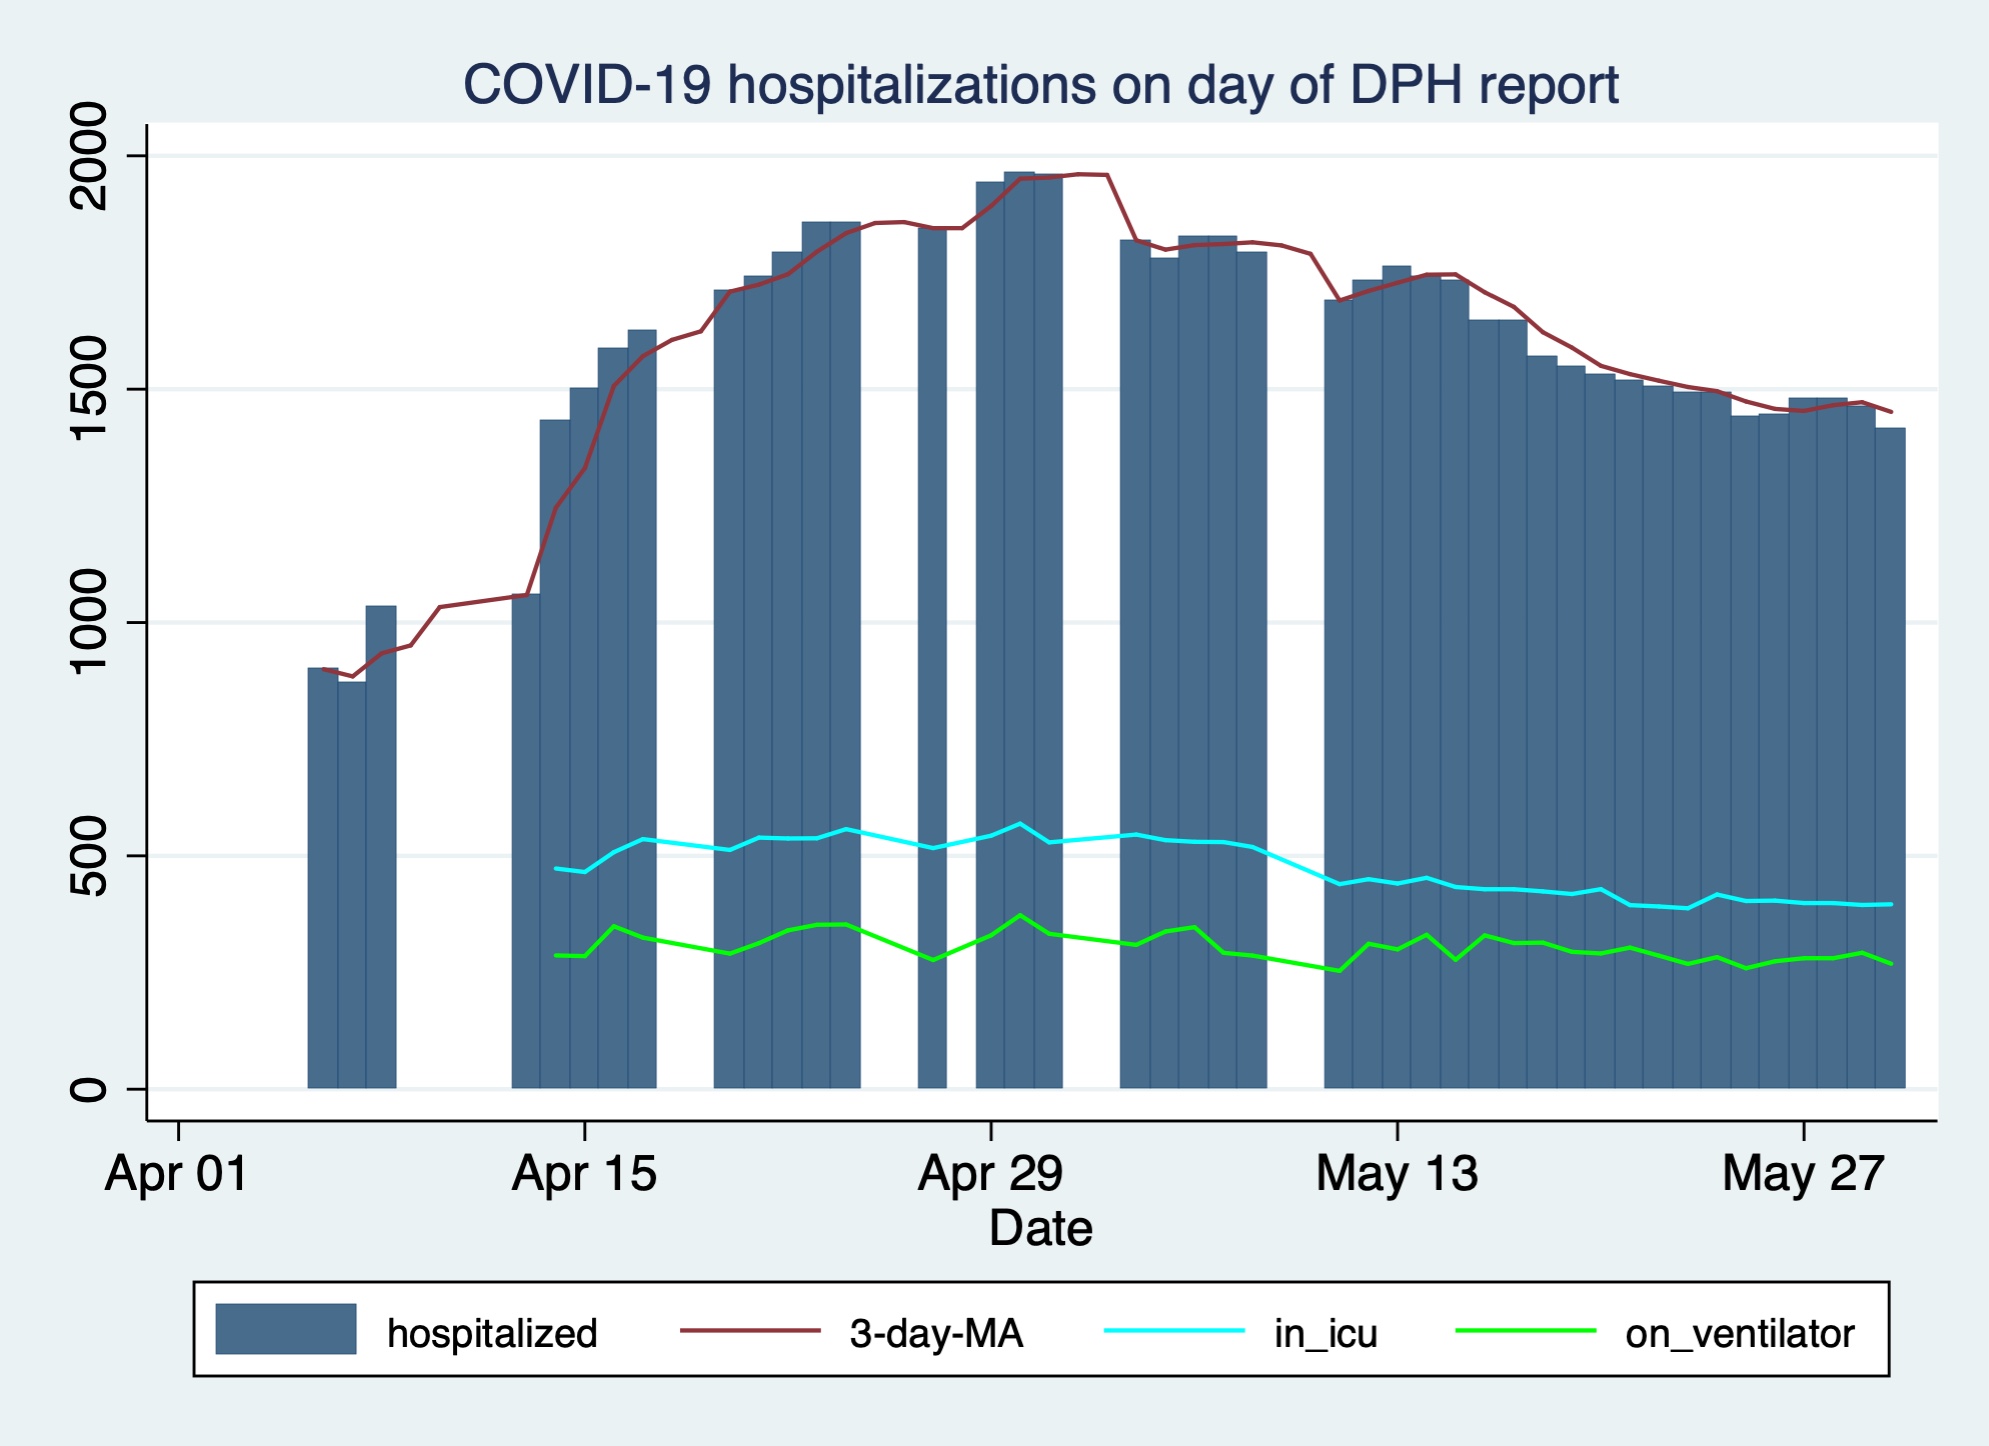 COVID-19 hospitalizations on day of DPH report
2000
1500
1000
500
0
Apr 01 Apr 15 Apr 29 May 13 May 27
Date
hospitalized 3-day-MA in_icu on_ventilator